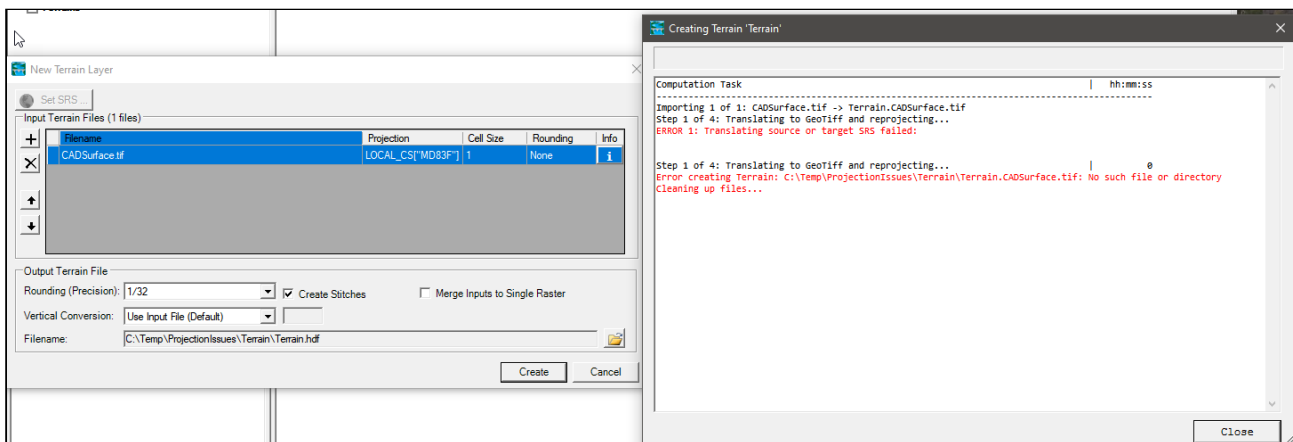 New Terrain Layer
Set SRS ...
Input Terrain Files (1 files)
Filename Projection Cell Size Rounding Info
CADSurface.tif LOCAL_CS["MD83F"] 1 None i
Output Terrain File
Rounding (Precision): 1/32 Create Stitches Merge Inputs to Single Raster
Vertical Conversion: Use Input File (Default)
Filename: C:\Temp\ProjectionIssues\Terrain\Terrain.hdf
Create Cancel
Creating Terrain 'Terrain'
Computation Task | hh:mm:ss
Importing 1 of 1: CADSurface.tif -> Terrain.CADSurface.tif
Step 1 of 4: Translating to GeoTiff and reprojecting...
ERROR 1: Translating source or target SRS failed:
Step 1 of 4: Translating to GeoTiff and reprojecting... | 0
Error creating Terrain: C:\Temp\ProjectionIssues\Terrain\Terrain.CADSurface.tif: No such file or directory
Cleaning up files...
Close